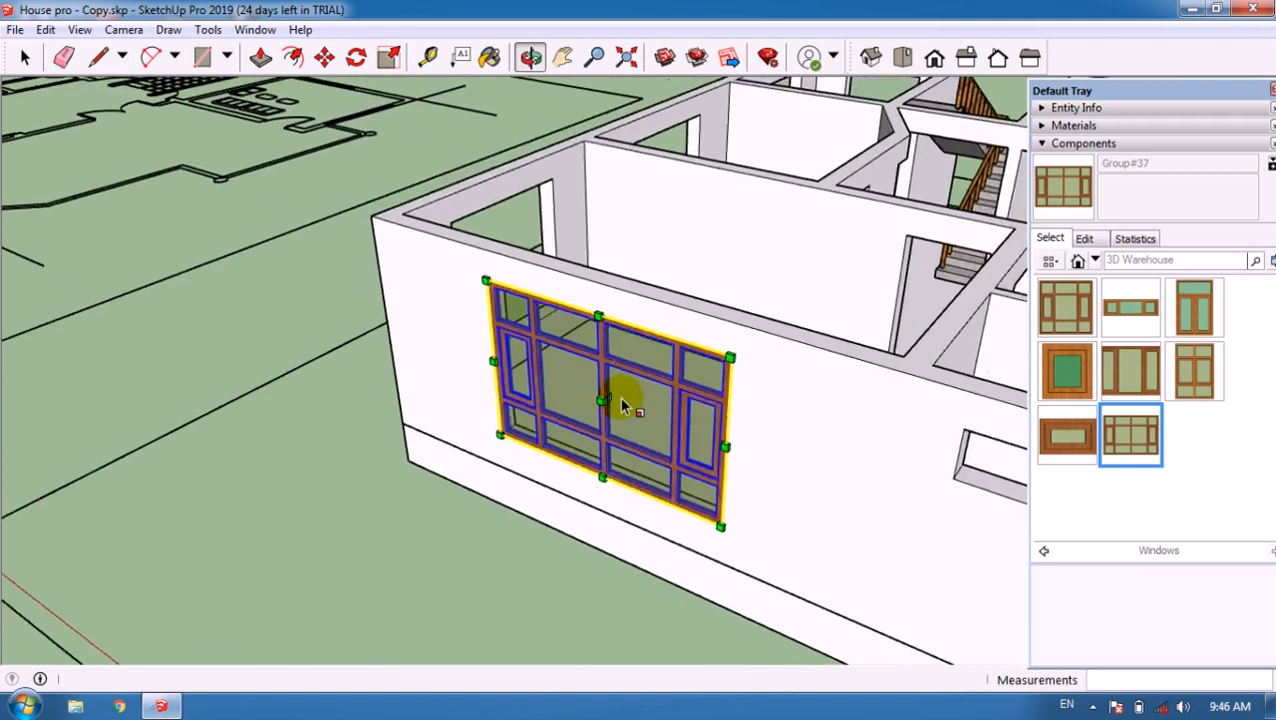 House pro - Copy.skp - SketchUp Pro 2019 (24 days left in TRIAL)
File Edit View Camera Draw Tools Window Help
A1
Default Tray
Entity Info
Materials
Components
Group#37
Select Edit Statistics
3D Warehouse
Windows
Measurements
EN
9:46 AM